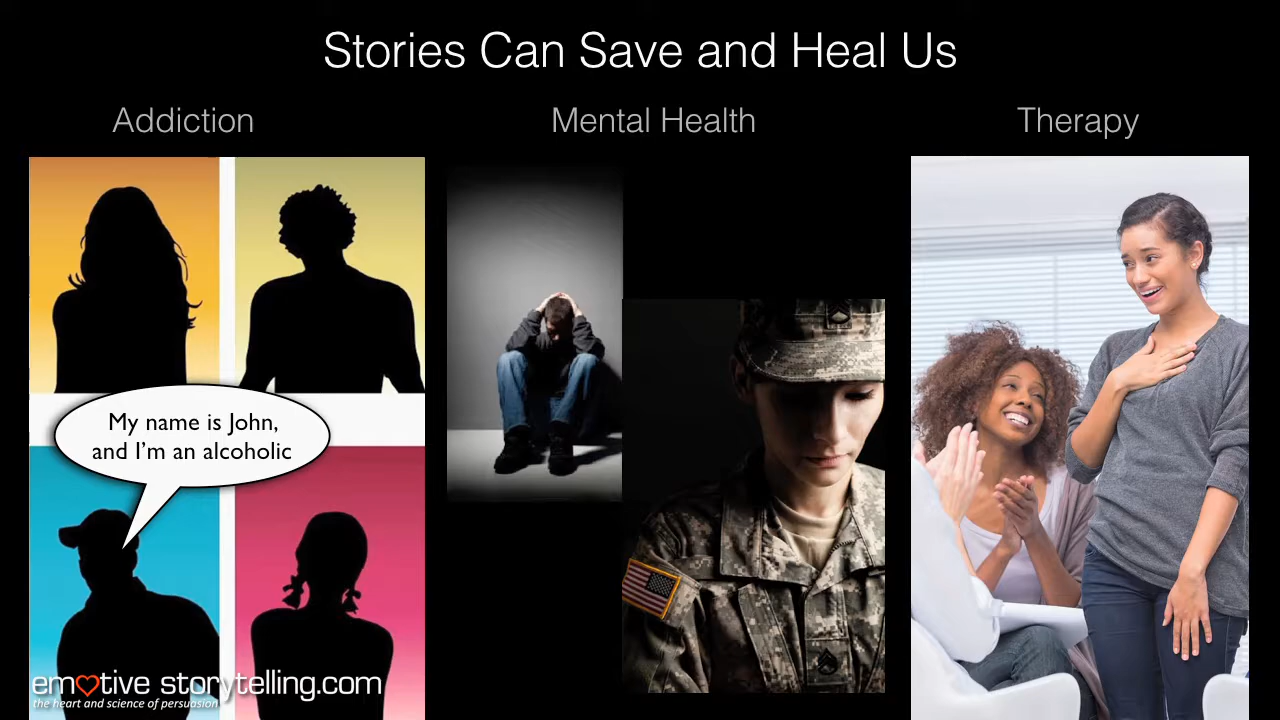 Stories Can Save and Heal Us
Addiction
Mental Health
Therapy
My name is John,
and I'm an alcoholic
emotive storytelling.com
the heart and science of persuasion